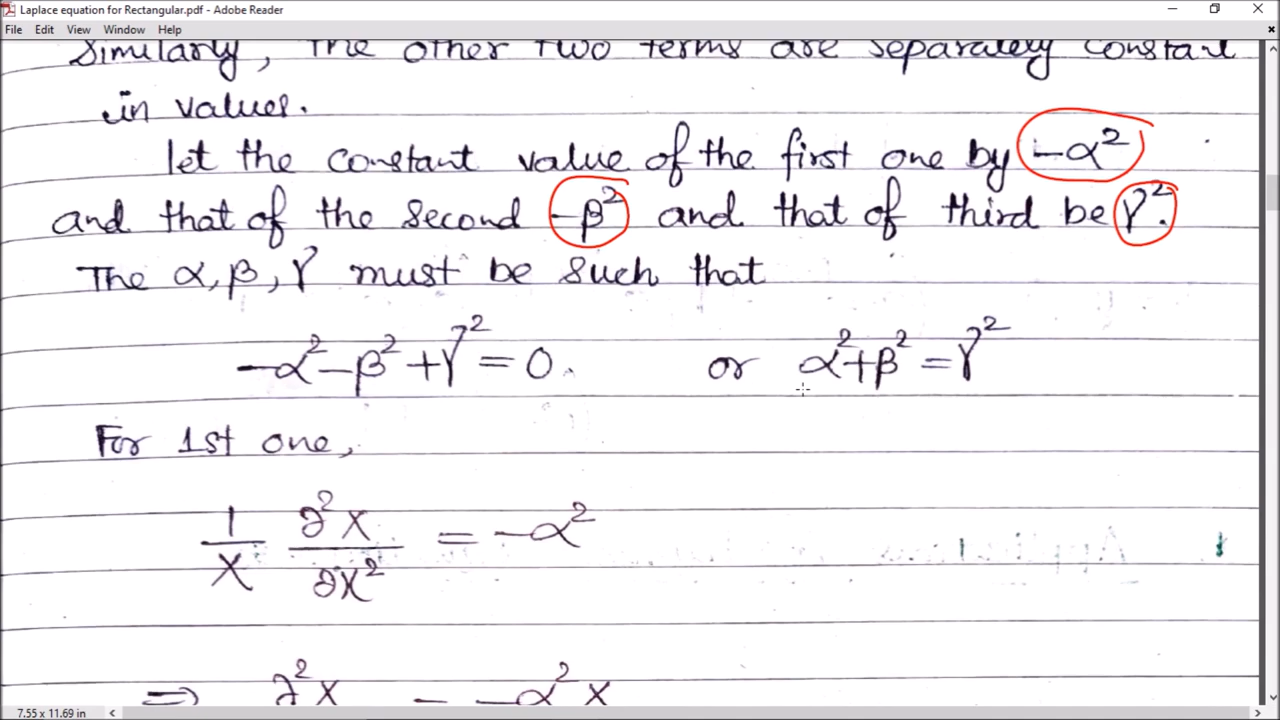 Laplace equation for Rectangular.pdf - Adobe Reader
File Edit View Window Help
Similarly, the other two terms are separately constant
in values.
let the constant value of the first one by -α²
and that of the second -β² and that of third be γ².
The α, β, γ must be such that
-α² - β² + γ² = 0. or α² + β² = γ²
For 1st one,
1/X ∂²X/∂X² = -α²
⇒ ∂²X = -α²X
7.55 x 11.69 in